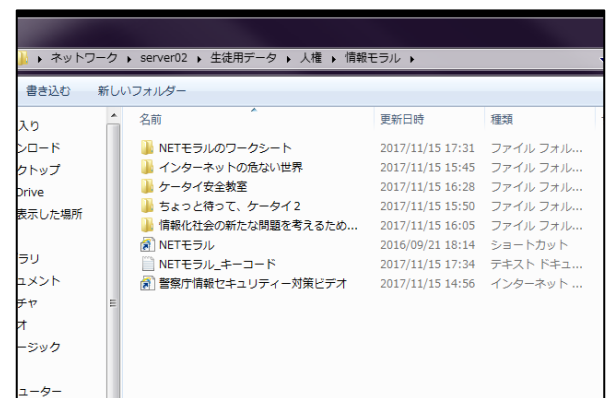 ネットワーク ▸ server02 ▸ 生徒用データ ▸ 人権 ▸ 情報モラル ▸
書き込む 新しいフォルダー
名前 更新日時 種類
入り
ンロード
クトップ
Drive
表示した場所
ラリ
ュメント
チャ
オ
ージック
ューター
NETモラルのワークシート 2017/11/15 17:31 ファイル フォル...
インターネットの危ない世界 2017/11/15 15:45 ファイル フォル...
ケータイ安全教室 2017/11/15 16:28 ファイル フォル...
ちょっと待って、ケータイ2 2017/11/15 15:50 ファイル フォル...
情報化社会の新たな問題を考えるため... 2017/11/15 16:05 ファイル フォル...
NETモラル 2016/09/21 18:14 ショートカット
NETモラル_キーコード 2017/11/15 17:34 テキスト ドキュ...
警察庁情報セキュリティー対策ビデオ 2017/11/15 14:56 インターネット ...